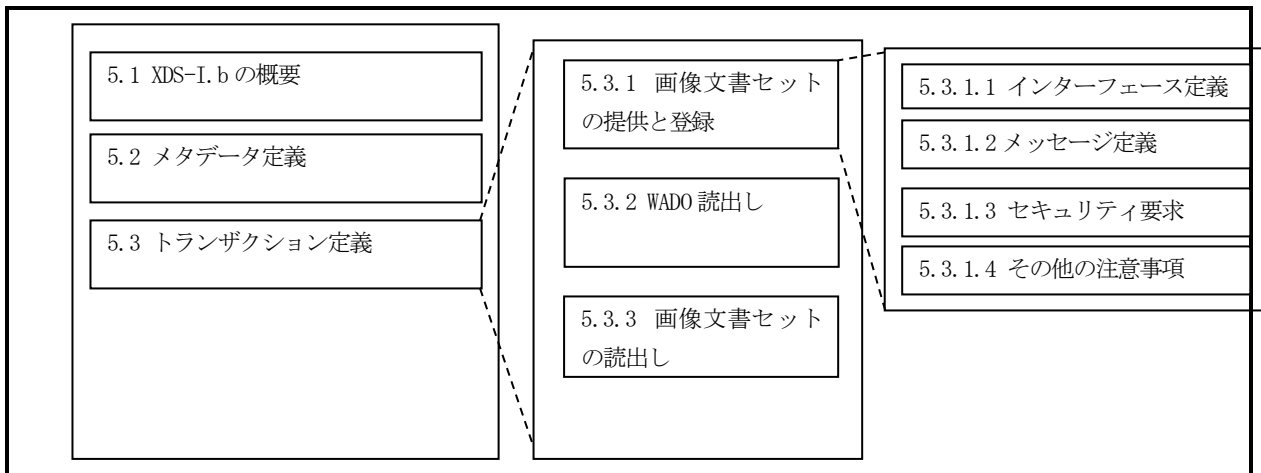 5.1 XDS-I.bの概要
5.2 メタデータ定義
5.3 トランザクション定義
5.3.1 画像文書セット
の提供と登録
5.3.2 WADO 読出し
5.3.3 画像文書セット
の読出し
5.3.1.1 インターフェース定義
5.3.1.2 メッセージ定義
5.3.1.3 セキュリティ要求
5.3.1.4 その他の注意事項